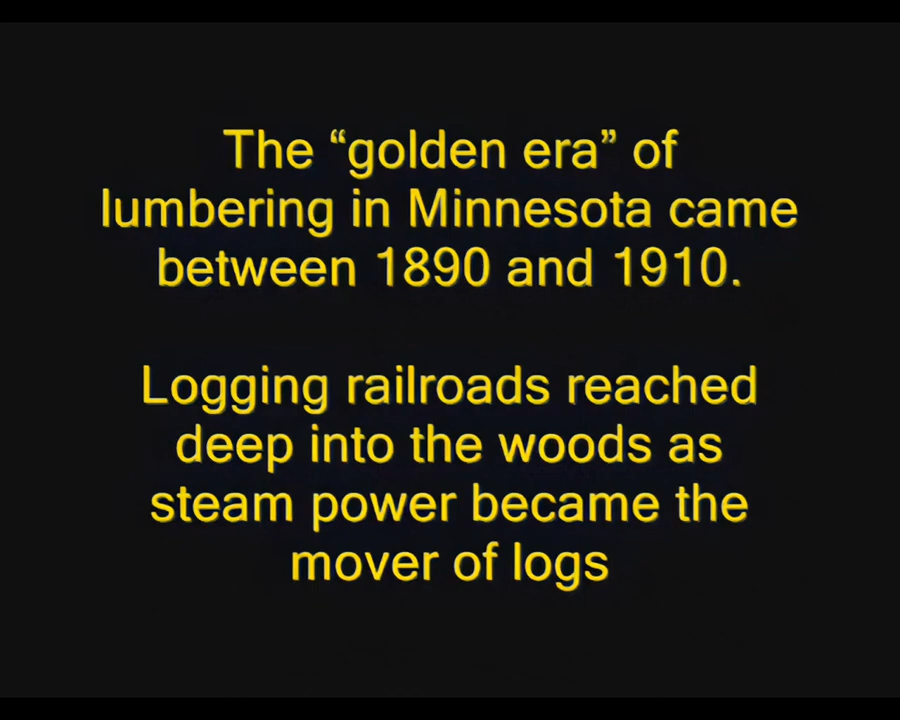 The “golden era” of
lumbering in Minnesota came
between 1890 and 1910.
Logging railroads reached
deep into the woods as
steam power became the
mover of logs